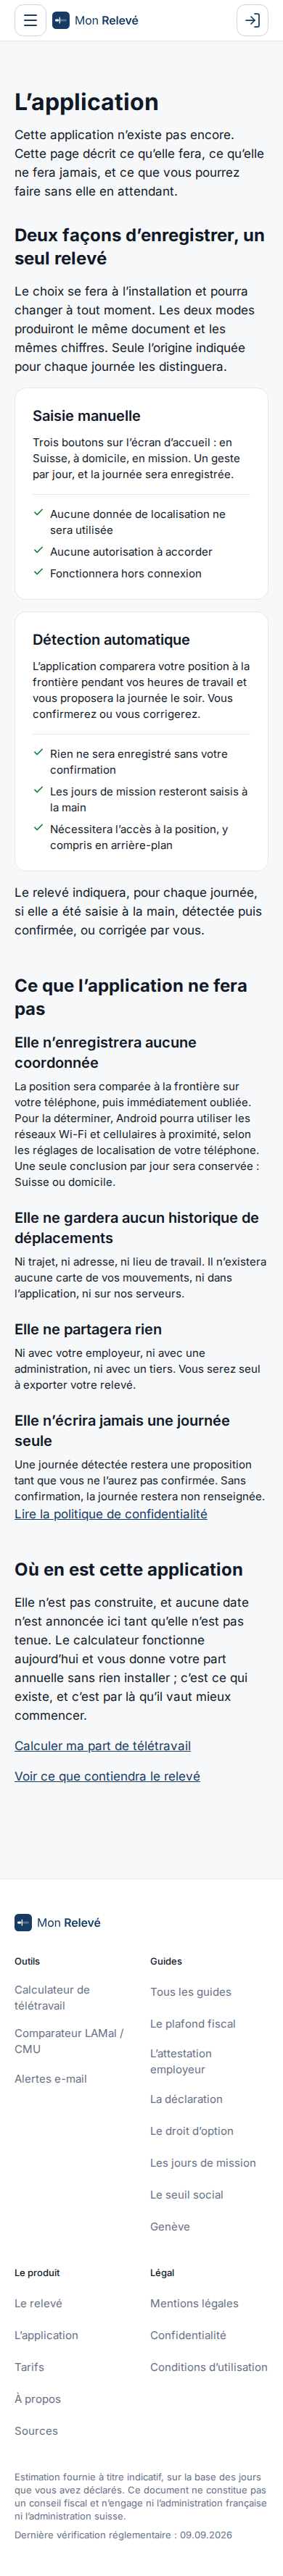 Mon Relevé
L’application
Cette application n’existe pas encore.
Cette page décrit ce qu’elle fera, ce qu’elle
ne fera jamais, et ce que vous pourrez
faire sans elle en attendant.
Deux façons d’enregistrer, un
seul relevé
Le choix se fera à l’installation et pourra
changer à tout moment. Les deux modes
produiront le même document et les
mêmes chiffres. Seule l’origine indiquée
pour chaque journée les distinguera.
Saisie manuelle
Trois boutons sur l’écran d’accueil : en
Suisse, à domicile, en mission. Un geste
par jour, et la journée sera enregistrée.
Aucune donnée de localisation ne
sera utilisée
Aucune autorisation à accorder
Fonctionnera hors connexion
Détection automatique
L’application comparera votre position à la
frontière pendant vos heures de travail et
vous proposera la journée le soir. Vous
confirmerez ou vous corrigerez.
Rien ne sera enregistré sans votre
confirmation
Les jours de mission resteront saisis à
la main
Nécessitera l’accès à la position, y
compris en arrière-plan
Le relevé indiquera, pour chaque journée,
si elle a été saisie à la main, détectée puis
confirmée, ou corrigée par vous.
Ce que l’application ne fera
pas
Elle n’enregistrera aucune
coordonnée
La position sera comparée à la frontière sur
votre téléphone, puis immédiatement oubliée.
Pour la déterminer, Android pourra utiliser les
réseaux Wi-Fi et cellulaires à proximité, selon
les réglages de localisation de votre téléphone.
Une seule conclusion par jour sera conservée :
Suisse ou domicile.
Elle ne gardera aucun historique de
déplacements
Ni trajet, ni adresse, ni lieu de travail. Il n’existera
aucune carte de vos mouvements, ni dans
l’application, ni sur nos serveurs.
Elle ne partagera rien
Ni avec votre employeur, ni avec une
administration, ni avec un tiers. Vous serez seul
à exporter votre relevé.
Elle n’écrira jamais une journée
seule
Une journée détectée restera une proposition
tant que vous ne l’aurez pas confirmée. Sans
confirmation, la journée restera non renseignée.
Lire la politique de confidentialité
Où en est cette application
Elle n’est pas construite, et aucune date
n’est annoncée ici tant qu’elle n’est pas
tenue. Le calculateur fonctionne
aujourd’hui et vous donne votre part
annuelle sans rien installer ; c’est ce qui
existe, et c’est par là qu’il vaut mieux
commencer.
Calculer ma part de télétravail
Voir ce que contiendra le relevé
Mon Relevé
Outils
Calculateur de
télétravail
Comparateur LAMal /
CMU
Alertes e-mail
Guides
Tous les guides
Le plafond fiscal
L’attestation
employeur
La déclaration
Le droit d’option
Les jours de mission
Le seuil social
Genève
Le produit
Le relevé
L’application
Tarifs
À propos
Sources
Légal
Mentions légales
Confidentialité
Conditions d’utilisation
Estimation fournie à titre indicatif, sur la base des jours
que vous avez déclarés. Ce document ne constitue pas
un conseil fiscal et n’engage ni l’administration française
ni l’administration suisse.
Dernière vérification réglementaire : 09.09.2026